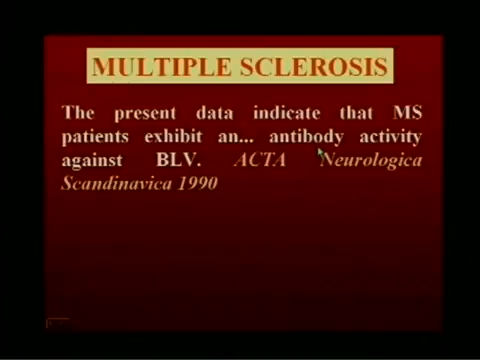 MULTIPLE SCLEROSIS
The present data indicate that MS
patients exhibit an... antibody activity
against BLV. ACTA Neurologica
Scandinavica 1990